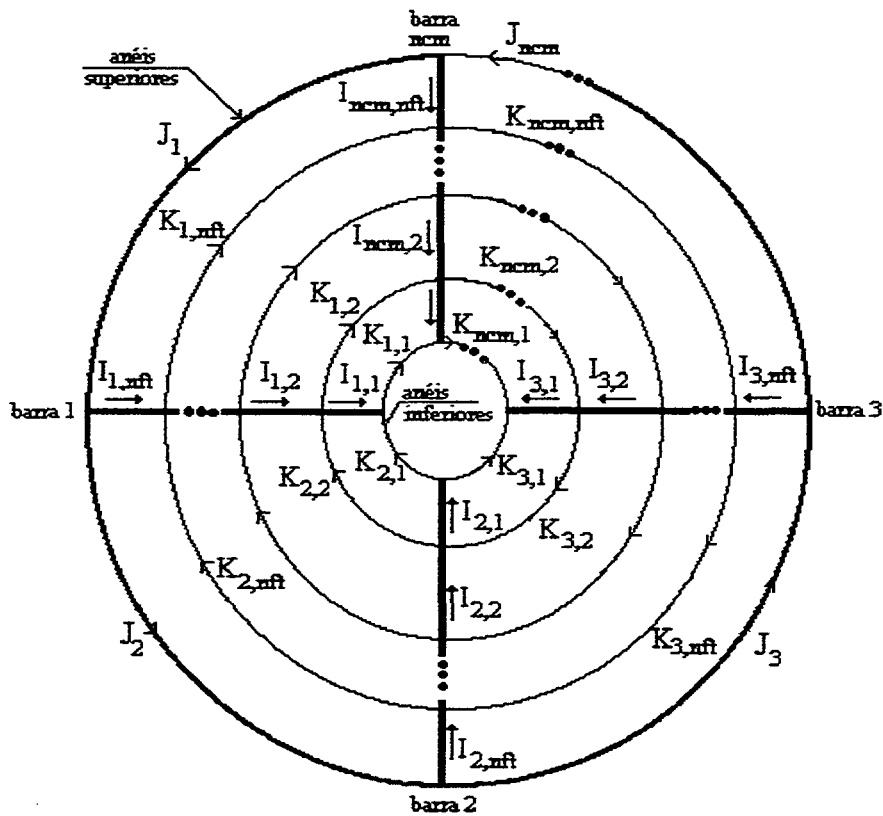 barra
ncm
J_ncm
anéis
superiores
I_ncm,nft
K_ncm,nft
J_1
K_1,nft
I_ncm,2
K_ncm,2
K_1,2
K_1,1
K_ncm,1
I_1,nft
I_1,2
I_1,1
I_3,1
I_3,2
I_3,nft
barra 1
anéis
inferiores
barra 3
K_2,2
K_2,1
K_3,1
I_2,1
K_3,2
K_2,nft
I_2,2
J_2
K_3,nft
J_3
I_2,nft
barra 2